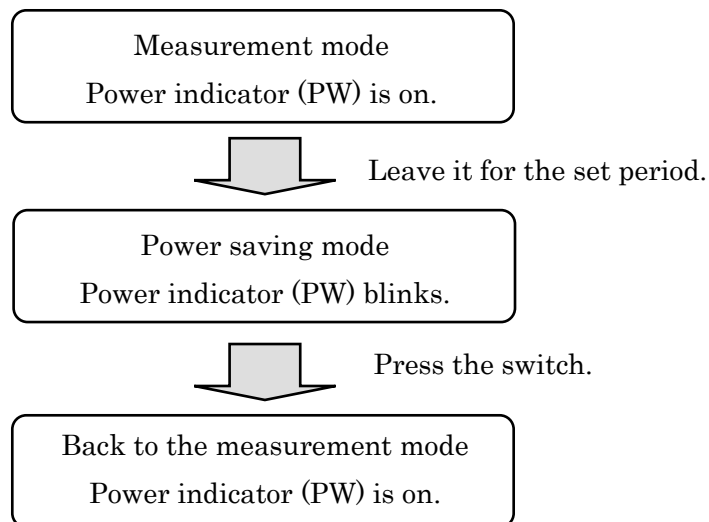 Measurement mode
Power indicator (PW) is on.
Leave it for the set period.
Power saving mode
Power indicator (PW) blinks.
Press the switch.
Back to the measurement mode
Power indicator (PW) is on.